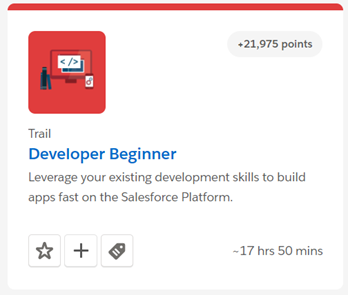 +21,975 points
</>
Trail
Developer Beginner
Leverage your existing development skills to build
apps fast on the Salesforce Platform.
~17 hrs 50 mins